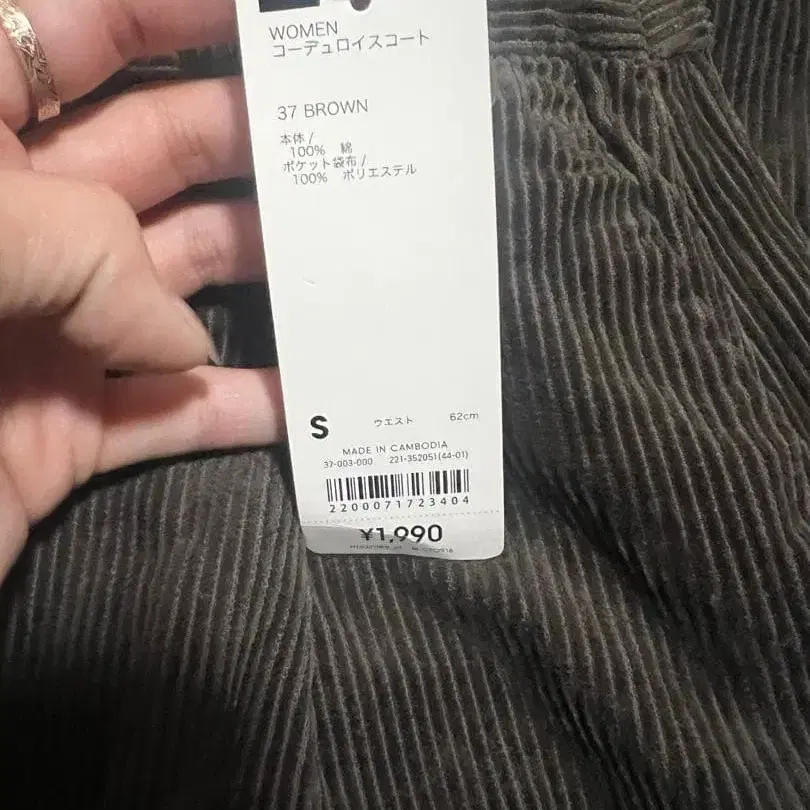 WOMEN
コーデュロイスコート
37 BROWN
本体 /
100% 綿
ポケット袋布 /
100% ポリエステル
S ウエスト 62cm
MADE IN CAMBODIA
37-003-000 221-352051(44-01)
2200071723404
¥1,990